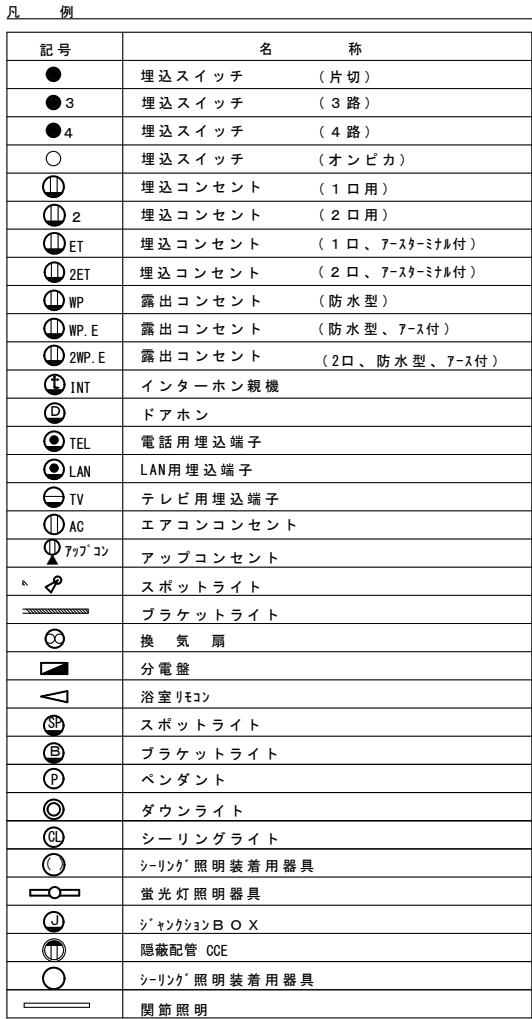 凡 例
記号 名 称
● 埋込スイッチ (片切)
●3 埋込スイッチ (3路)
●4 埋込スイッチ (4路)
○ 埋込スイッチ (オンピカ)
埋込コンセント (1口用)
2 埋込コンセント (2口用)
ET 埋込コンセント (1口、ｱｰｽﾀｰﾐﾅﾙ付)
2ET 埋込コンセント (2口、ｱｰｽﾀｰﾐﾅﾙ付)
WP 露出コンセント (防水型)
WP.E 露出コンセント (防水型、ｱｰｽ付)
2WP.E 露出コンセント (2口、防水型、ｱｰｽ付)
t INT インターホン親機
D ドアホン
TEL 電話用埋込端子
LAN LAN用埋込端子
TV テレビ用埋込端子
AC エアコンコンセント
ｱｯﾌﾟｺﾝ アップコンセント
スポットライト
ブラケットライト
換 気 扇
分電盤
浴室ﾘﾓｺﾝ
SP スポットライト
B ブラケットライト
P ペンダント
ダウンライト
CL シーリングライト
ｼｰﾘﾝｸﾞ照明装着用器具
蛍光灯照明器具
J ｼﾞｬﾝｸｼｮﾝＢＯＸ
隠蔽配管 CCE
ｼｰﾘﾝｸﾞ照明装着用器具
関節照明